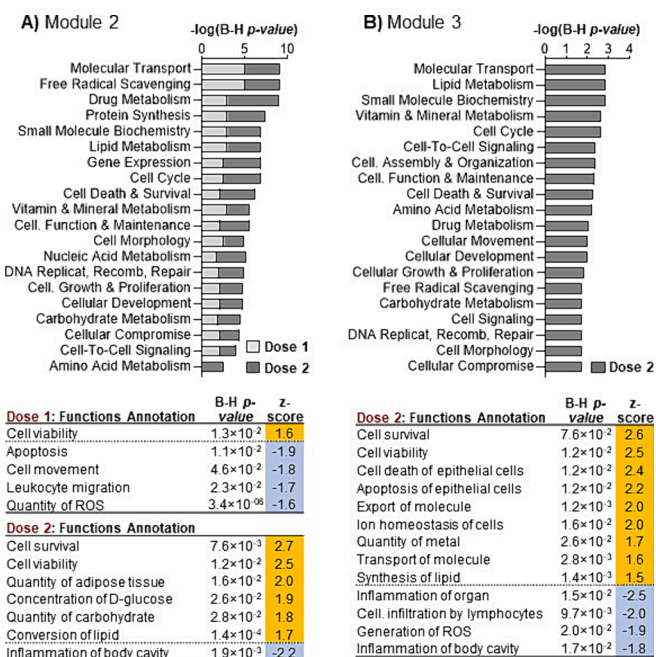 A) Module 2
-log(B-H p-value)
0 5 10
Molecular Transport
Free Radical Scavenging
Drug Metabolism
Protein Synthesis
Small Molecule Biochemistry
Lipid Metabolism
Gene Expression
Cell Cycle
Cell Death & Survival
Vitamin & Mineral Metabolism
Cell. Function & Maintenance
Cell Morphology
Nucleic Acid Metabolism
DNA Replicat, Recomb, Repair
Cell. Growth & Proliferation
Cellular Development
Carbohydrate Metabolism
Cellular Compromise
Cell-To-Cell Signaling
Amino Acid Metabolism
Dose 1
Dose 2
B) Module 3
-log(B-H p-value)
0 1 2 3 4
Molecular Transport
Lipid Metabolism
Small Molecule Biochemistry
Vitamin & Mineral Metabolism
Cell Cycle
Cell-To-Cell Signaling
Cell. Assembly & Organization
Cell. Function & Maintenance
Cell Death & Survival
Amino Acid Metabolism
Drug Metabolism
Cellular Movement
Cellular Development
Cellular Growth & Proliferation
Free Radical Scavenging
Carbohydrate Metabolism
Cell Signaling
DNA Replicat, Recomb, Repair
Cell Morphology
Cellular Compromise
Dose 2
Dose 1: Functions Annotation B-H p-value z-score
Cell viability 1.3×10⁻² 1.6
Apoptosis 1.1×10⁻² -1.9
Cell movement 4.6×10⁻² -1.8
Leukocyte migration 2.3×10⁻² -1.7
Quantity of ROS 3.4×10⁻⁰⁶ -1.6
Dose 2: Functions Annotation
Cell survival 7.6×10⁻³ 2.7
Cell viability 1.2×10⁻² 2.5
Quantity of adipose tissue 1.6×10⁻² 2.0
Concentration of D-glucose 2.6×10⁻² 1.9
Quantity of carbohydrate 2.8×10⁻² 1.8
Conversion of lipid 1.4×10⁻⁴ 1.7
Inflammation of body cavity 1.9×10⁻³ -2.2
Dose 2: Functions Annotation B-H p-value z-score
Cell survival 7.6×10⁻² 2.6
Cell viability 1.2×10⁻² 2.5
Cell death of epithelial cells 1.2×10⁻² 2.4
Apoptosis of epithelial cells 1.2×10⁻² 2.2
Export of molecule 1.2×10⁻³ 2.0
Ion homeostasis of cells 1.6×10⁻² 2.0
Quantity of metal 2.6×10⁻² 1.7
Transport of molecule 2.8×10⁻³ 1.6
Synthesis of lipid 1.4×10⁻³ 1.5
Inflammation of organ 1.5×10⁻² -2.5
Cell. infiltration by lymphocytes 9.7×10⁻³ -2.0
Generation of ROS 2.0×10⁻² -1.9
Inflammation of body cavity 1.7×10⁻² -1.8